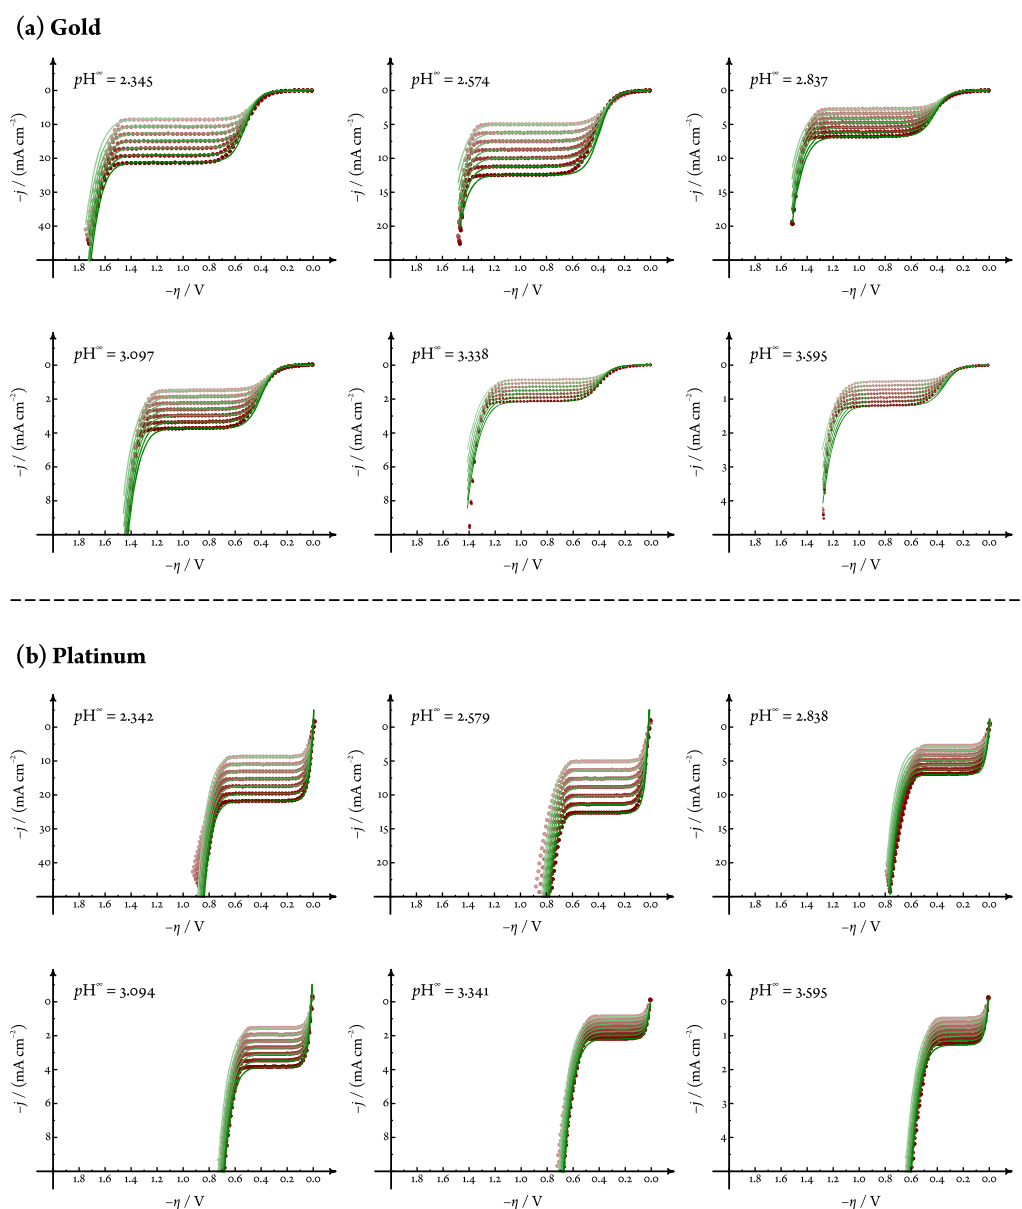 (a) Gold
pH∞ = 2.345
pH∞ = 2.574
pH∞ = 2.837
0
10
20
30
40
–j / (mA cm⁻²)
1.8 1.6 1.4 1.2 1.0 0.8 0.6 0.4 0.2 0.0
–η / V
0
5
10
15
20
–j / (mA cm⁻²)
1.8 1.6 1.4 1.2 1.0 0.8 0.6 0.4 0.2 0.0
–η / V
0
5
10
15
20
–j / (mA cm⁻²)
1.8 1.6 1.4 1.2 1.0 0.8 0.6 0.4 0.2 0.0
–η / V
pH∞ = 3.097
pH∞ = 3.338
pH∞ = 3.595
0
2
4
6
8
–j / (mA cm⁻²)
1.8 1.6 1.4 1.2 1.0 0.8 0.6 0.4 0.2 0.0
–η / V
0
2
4
6
8
–j / (mA cm⁻²)
1.8 1.6 1.4 1.2 1.0 0.8 0.6 0.4 0.2 0.0
–η / V
0
1
2
3
4
–j / (mA cm⁻²)
1.8 1.6 1.4 1.2 1.0 0.8 0.6 0.4 0.2 0.0
–η / V
(b) Platinum
pH∞ = 2.342
pH∞ = 2.579
pH∞ = 2.838
0
10
20
30
40
–j / (mA cm⁻²)
1.8 1.6 1.4 1.2 1.0 0.8 0.6 0.4 0.2 0.0
–η / V
0
5
10
15
20
–j / (mA cm⁻²)
1.8 1.6 1.4 1.2 1.0 0.8 0.6 0.4 0.2 0.0
–η / V
0
5
10
15
20
–j / (mA cm⁻²)
1.8 1.6 1.4 1.2 1.0 0.8 0.6 0.4 0.2 0.0
–η / V
pH∞ = 3.094
pH∞ = 3.341
pH∞ = 3.595
0
2
4
6
8
–j / (mA cm⁻²)
1.8 1.6 1.4 1.2 1.0 0.8 0.6 0.4 0.2 0.0
–η / V
0
2
4
6
8
–j / (mA cm⁻²)
1.8 1.6 1.4 1.2 1.0 0.8 0.6 0.4 0.2 0.0
–η / V
0
1
2
3
4
–j / (mA cm⁻²)
1.8 1.6 1.4 1.2 1.0 0.8 0.6 0.4 0.2 0.0
–η / V